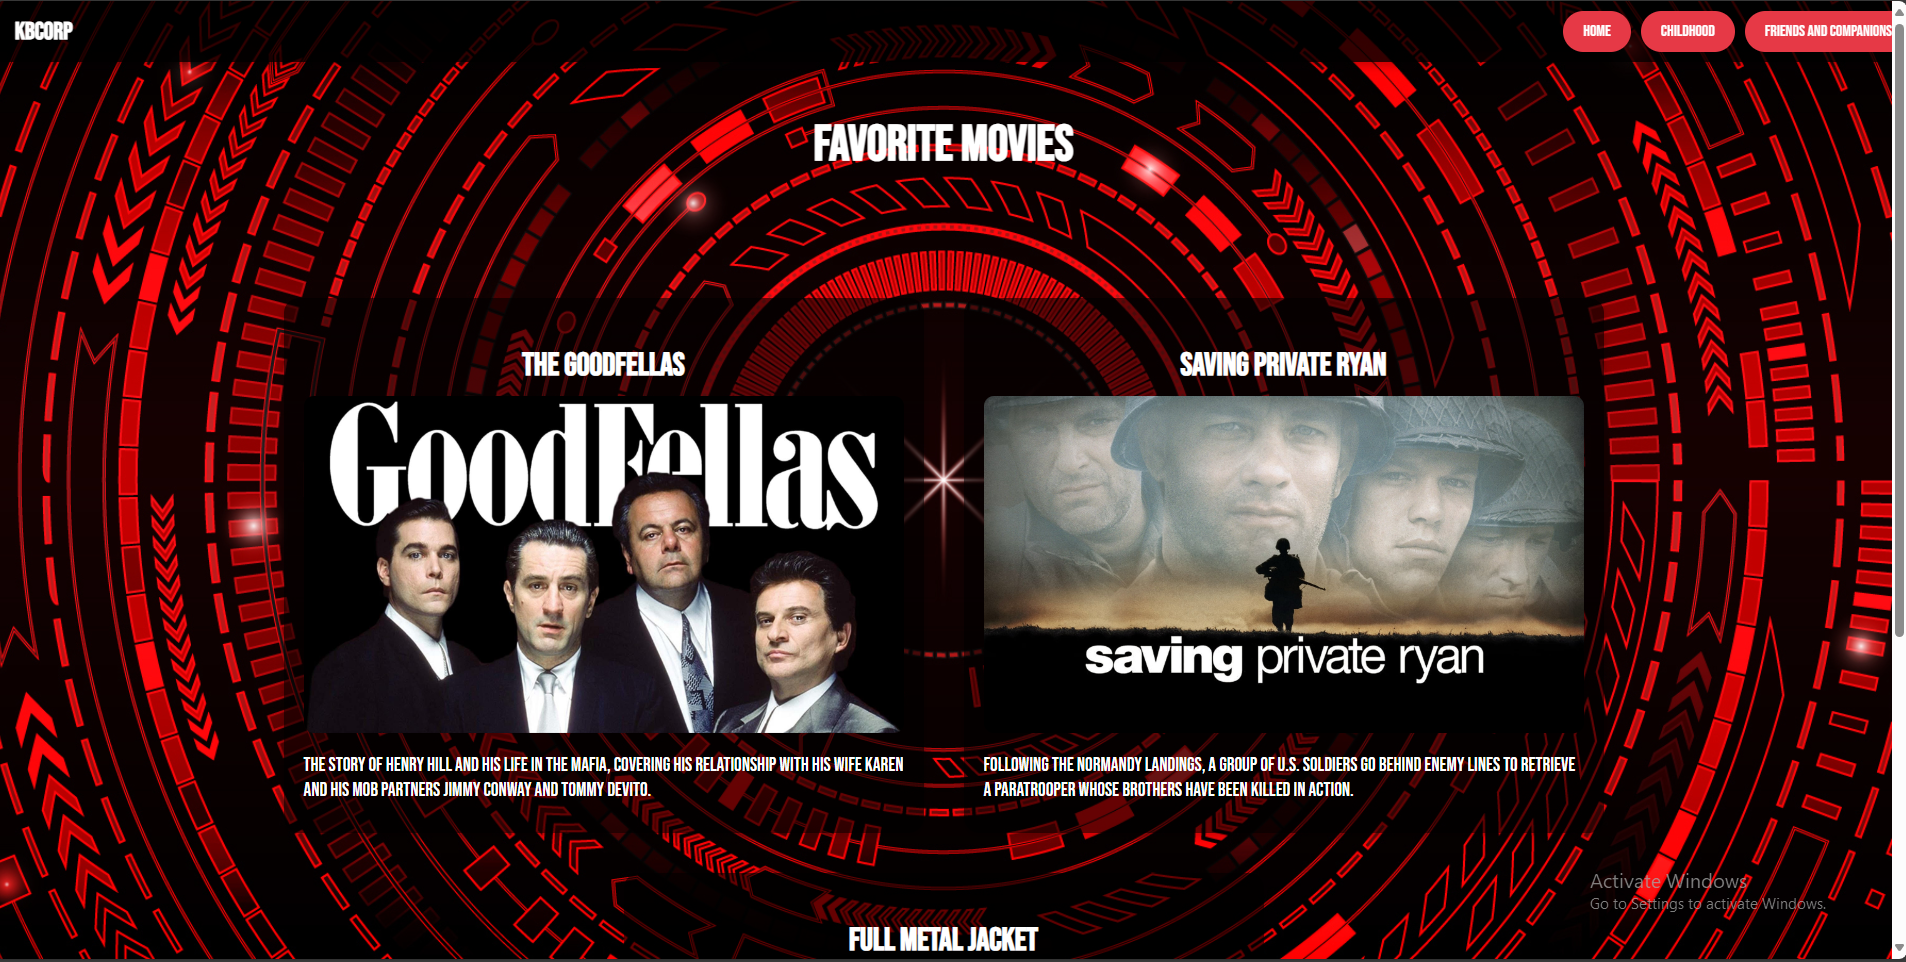 KBCORP
HOME
CHILDHOOD
FRIENDS AND COMPANIONS
FAVORITE MOVIES
THE GOODFELLAS
GoodFellas
THE STORY OF HENRY HILL AND HIS LIFE IN THE MAFIA, COVERING HIS RELATIONSHIP WITH HIS WIFE KAREN
AND HIS MOB PARTNERS JIMMY CONWAY AND TOMMY DEVITO.
SAVING PRIVATE RYAN
saving private ryan
FOLLOWING THE NORMANDY LANDINGS, A GROUP OF U.S. SOLDIERS GO BEHIND ENEMY LINES TO RETRIEVE
A PARATROOPER WHOSE BROTHERS HAVE BEEN KILLED IN ACTION.
FULL METAL JACKET
Activate Windows
Go to Settings to activate Windows.